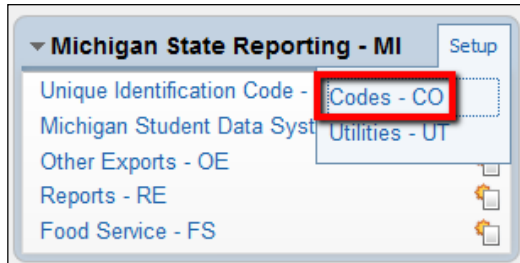 Michigan State Reporting - MI
Setup
Unique Identification Code -
Codes - CO
Michigan Student Data Syst
Utilities - UT
Other Exports - OE
Reports - RE
Food Service - FS